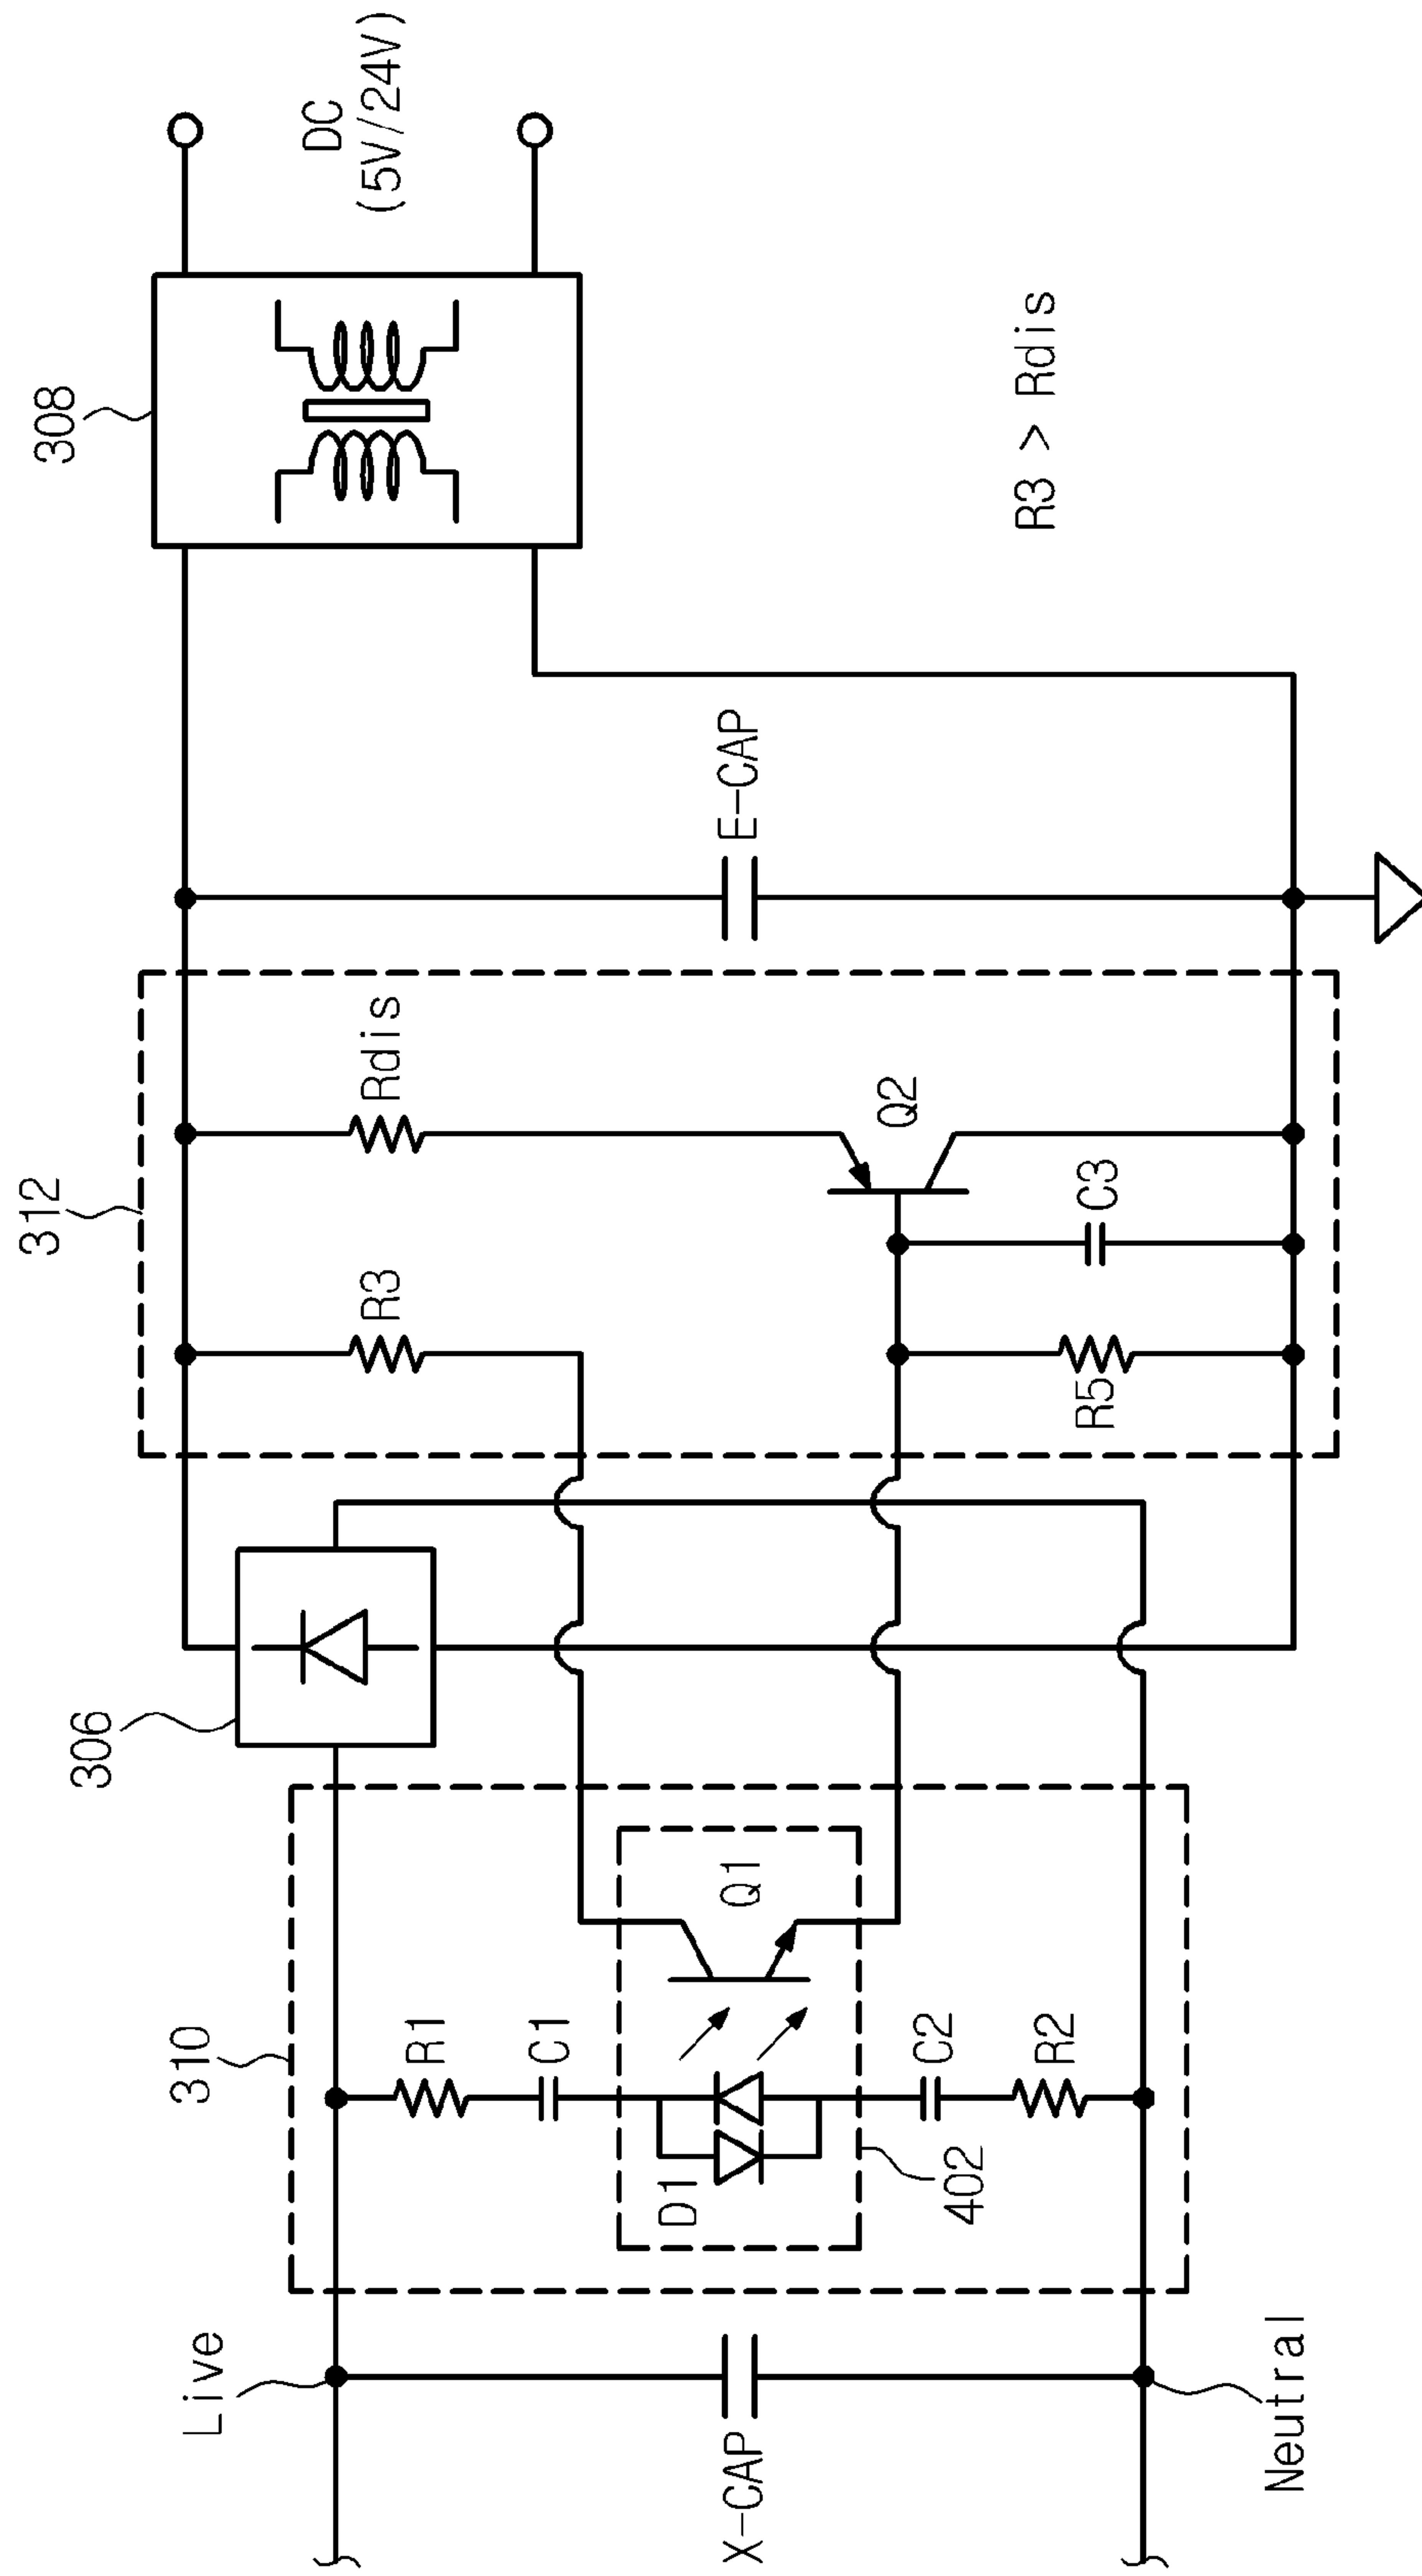 308
DC
(5V/24V)
312
R3
Rdis
E-CAP
Q2
C3
R5
R3 > Rdis
306
310
R1
C1
Q1
D1
402
C2
R2
Live
X-CAP
Neutral